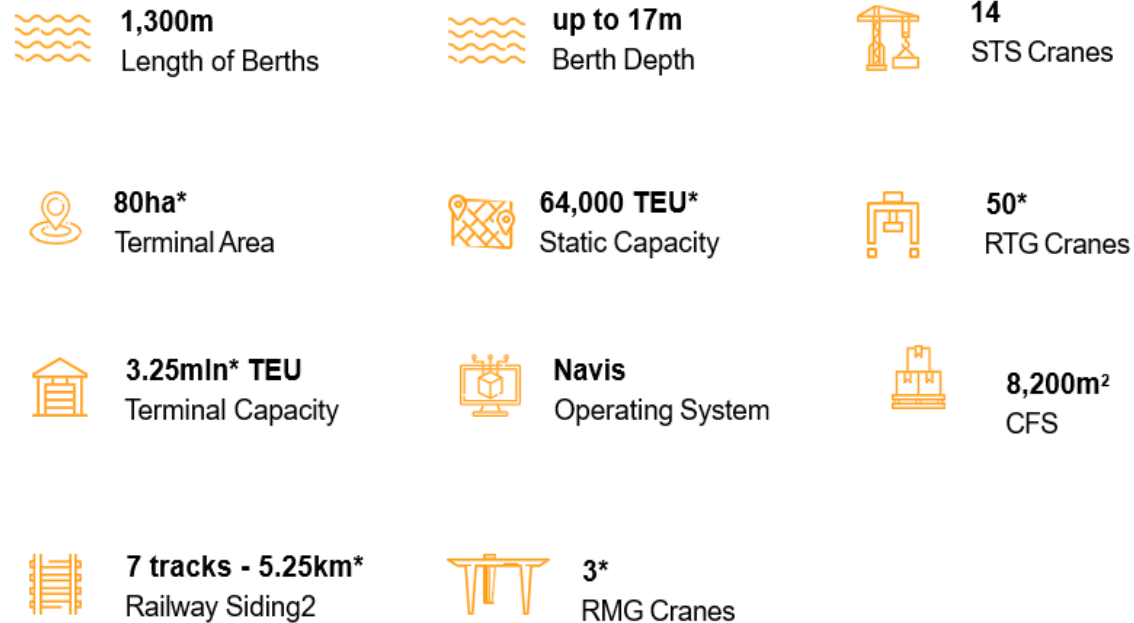 1,300m
Length of Berths
up to 17m
Berth Depth
14
STS Cranes
80ha*
Terminal Area
64,000 TEU*
Static Capacity
50*
RTG Cranes
3.25mln* TEU
Terminal Capacity
Navis
Operating System
8,200m²
CFS
7 tracks - 5.25km*
Railway Siding2
3*
RMG Cranes